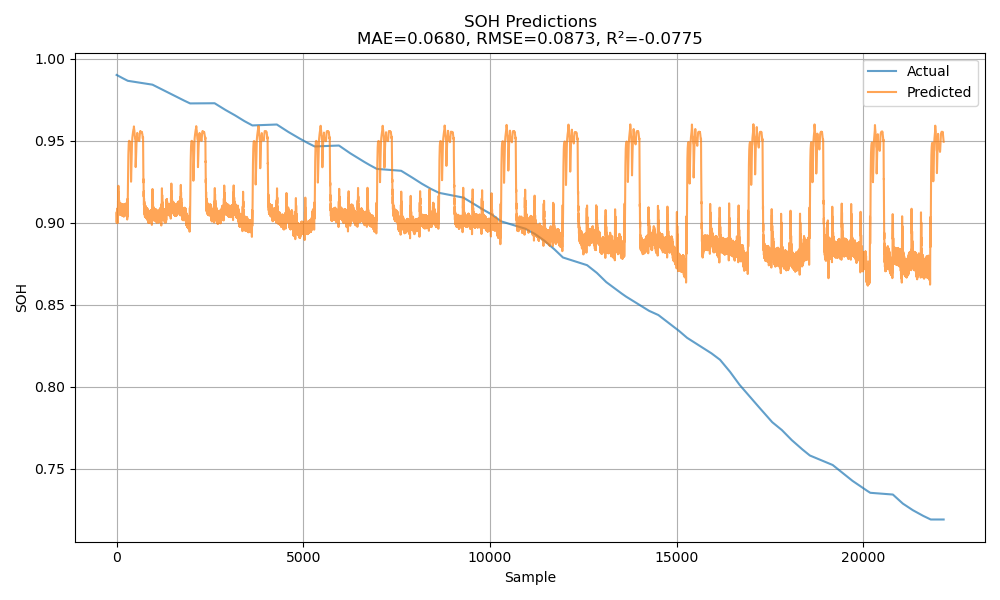 SOH Predictions
MAE=0.0680, RMSE=0.0873, R²=-0.0775
Actual
Predicted
1.00
0.95
0.90
0.85
0.80
0.75
SOH
0
5000
10000
15000
20000
Sample